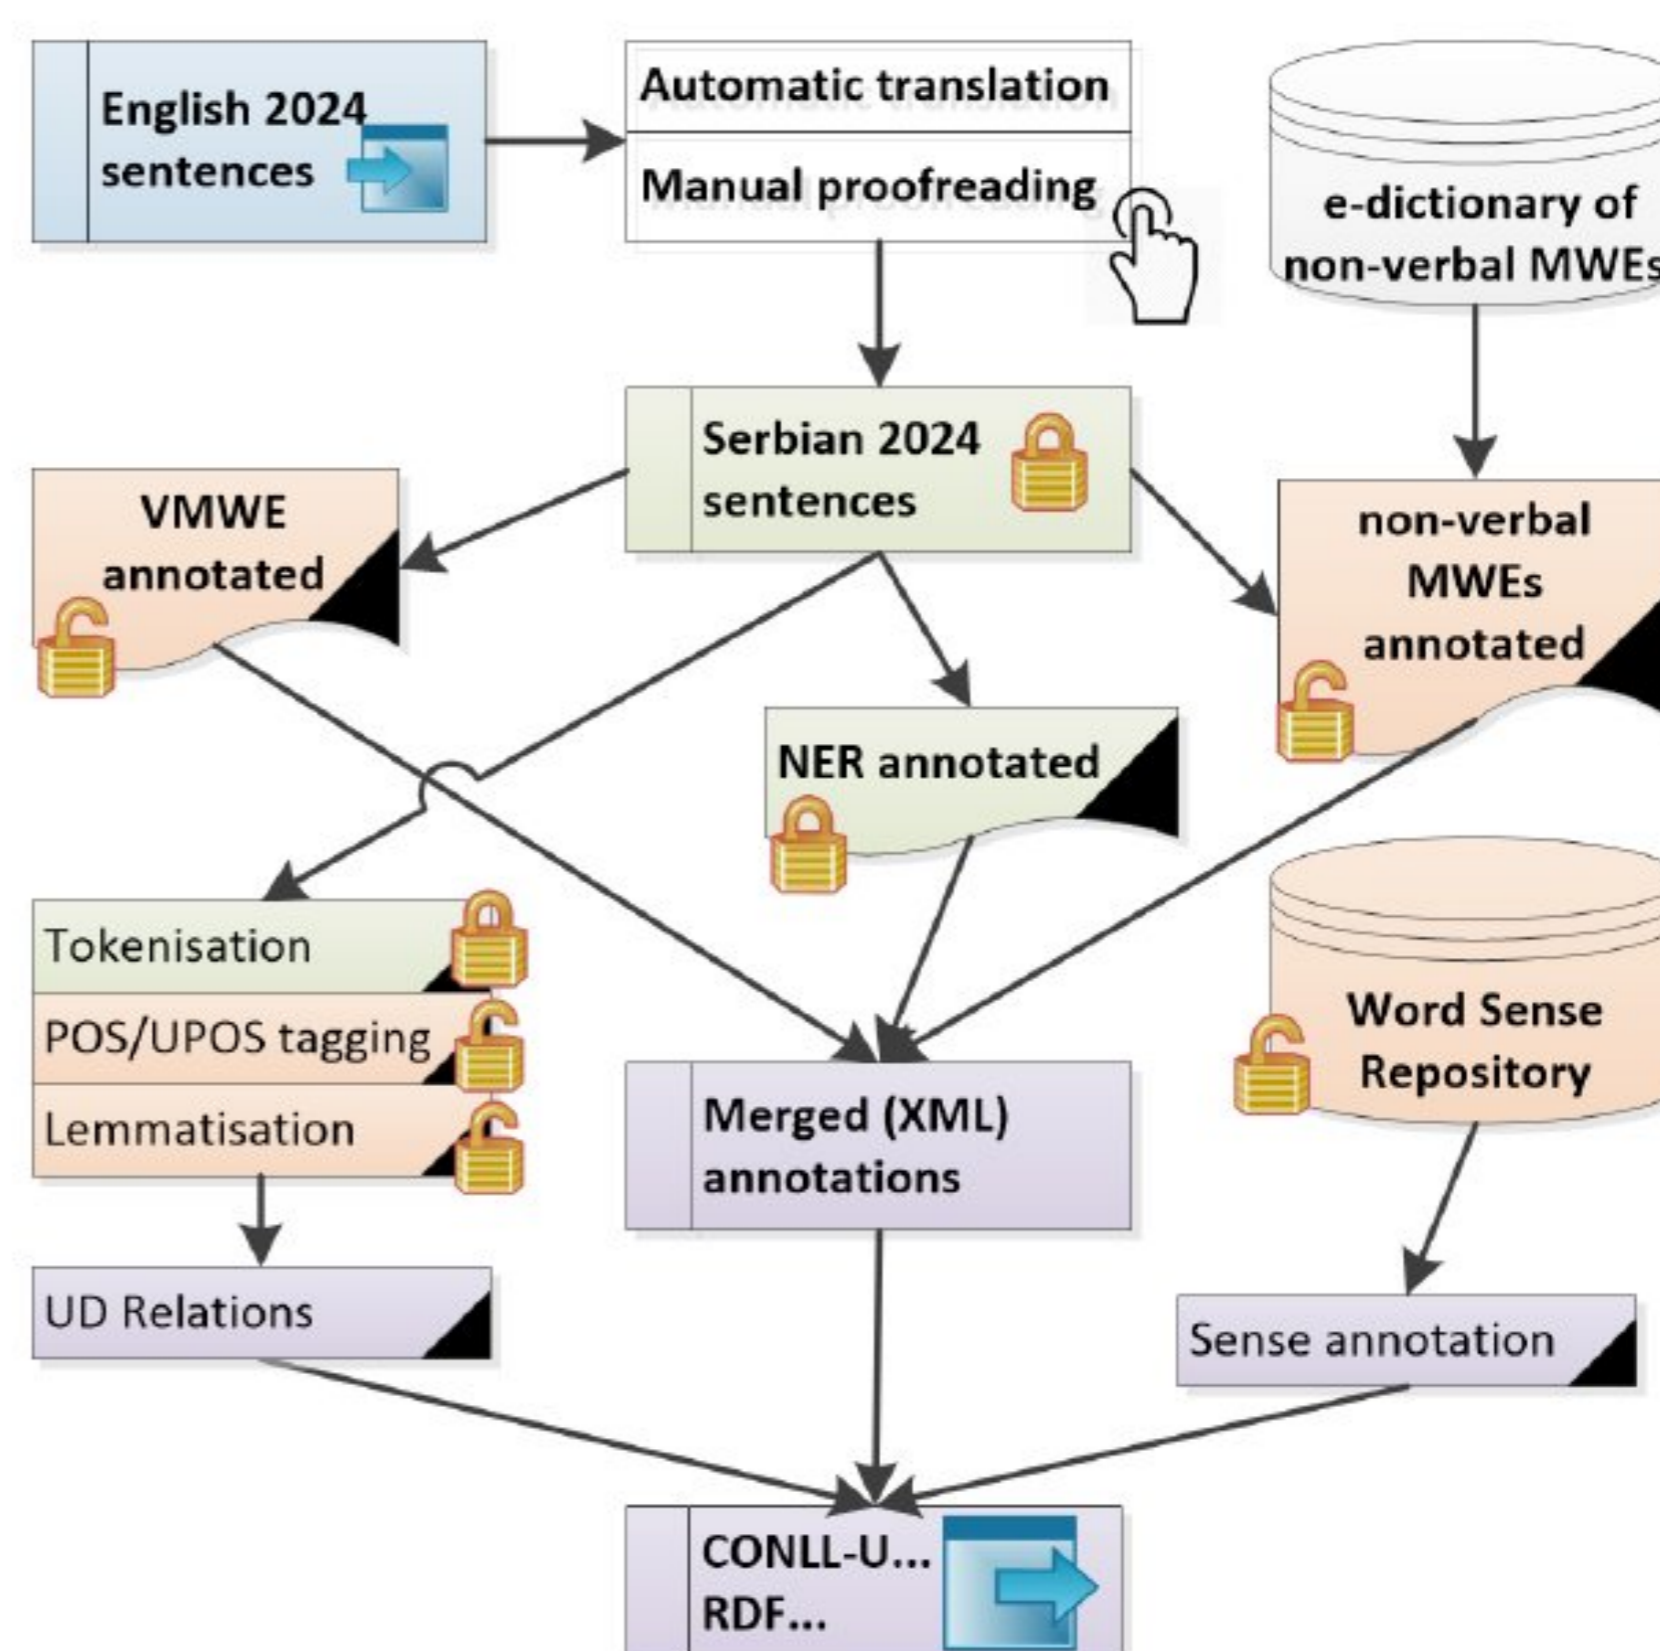 English 2024
sentences
Automatic translation
Manual proofreading
e-dictionary of
non-verbal MWEs
Serbian 2024
sentences
VMWE
annotated
non-verbal
MWEs
annotated
NER annotated
Tokenisation
POS/UPOS tagging
Lemmatisation
Merged (XML)
annotations
Word Sense
Repository
UD Relations
Sense annotation
CONLL-U...
RDF...